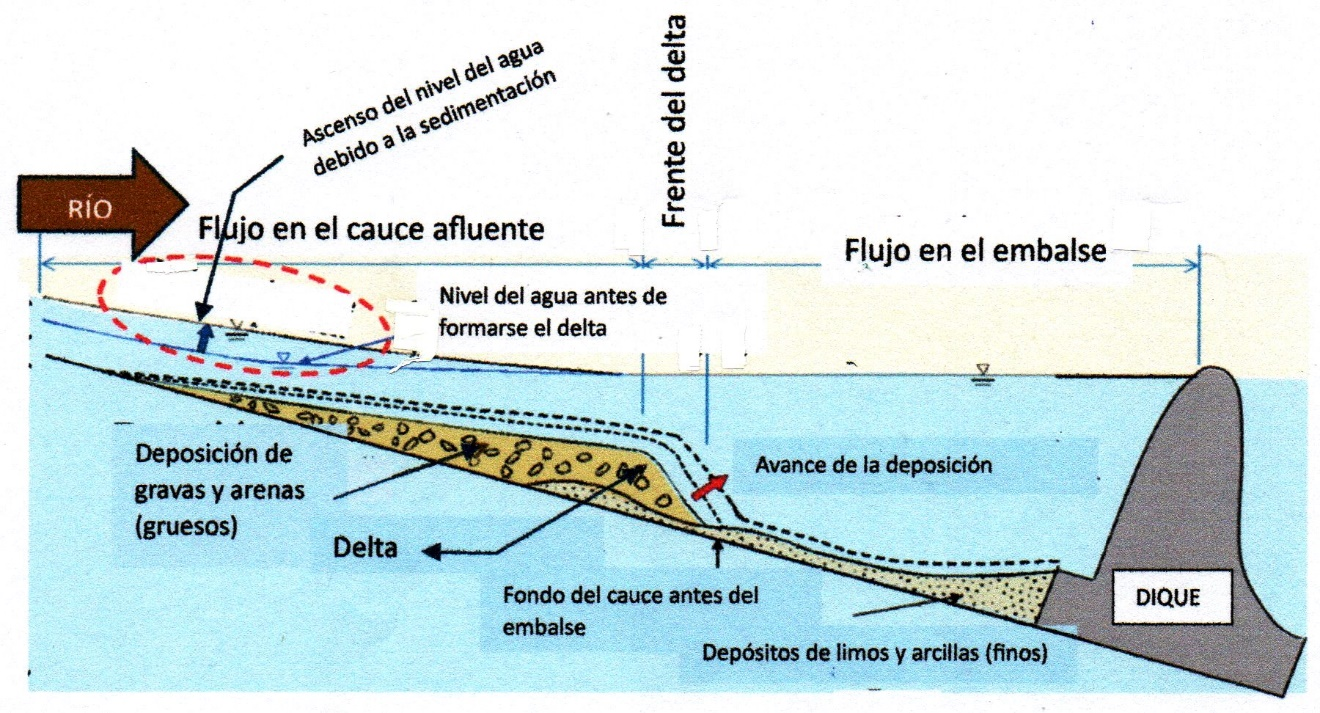 Ascenso del nivel del agua
debido a la sedimentación
Frente del delta
RÍO
Flujo en el cauce afluente
Flujo en el embalse
Nivel del agua antes de
formarse el delta
Deposición de
gravas y arenas
(gruesos)
Avance de la deposición
Delta
Fondo del cauce antes del
embalse
DIQUE
Depósitos de limos y arcillas (finos)